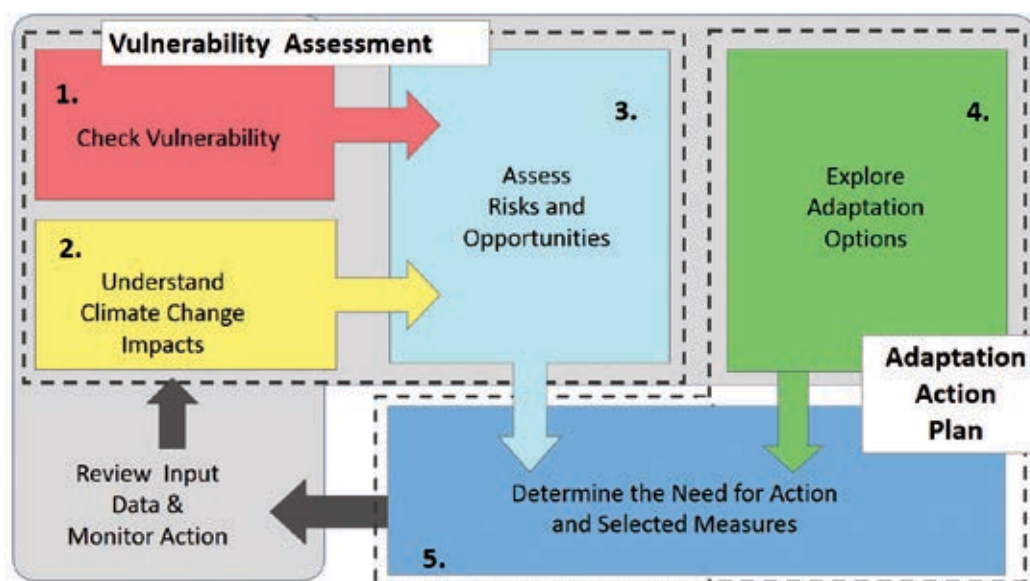 Vulnerability Assessment
1.
Check Vulnerability
2.
Understand
Climate Change
Impacts
3.
Assess
Risks and
Opportunities
4.
Explore
Adaptation
Options
Adaptation
Action
Plan
Review Input
Data &
Monitor Action
Determine the Need for Action
and Selected Measures
5.